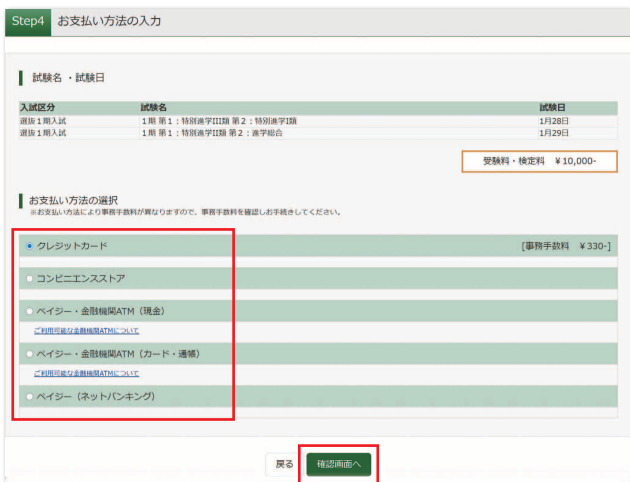 Step4 お支払い方法の入力
試験名・試験日
入試区分 試験名 試験日
選抜1期入試 1期 第1：特別進学III類 第2：特別進学I類 1月28日
選抜1期入試 1期 第1：特別進学II類 第2：進学総合 1月29日
受験料・検定料 ¥10,000-
お支払い方法の選択
※お支払い方法により事務手数料が異なりますので、事務手数料を確認しお手続きしてください。
クレジットカード [事務手数料 ¥330-]
コンビニエンスストア
ペイジー・金融機関ATM（現金）
ご利用可能な金融機関ATMについて
ペイジー・金融機関ATM（カード・通帳）
ご利用可能な金融機関ATMについて
ペイジー（ネットバンキング）
戻る 確認画面へ